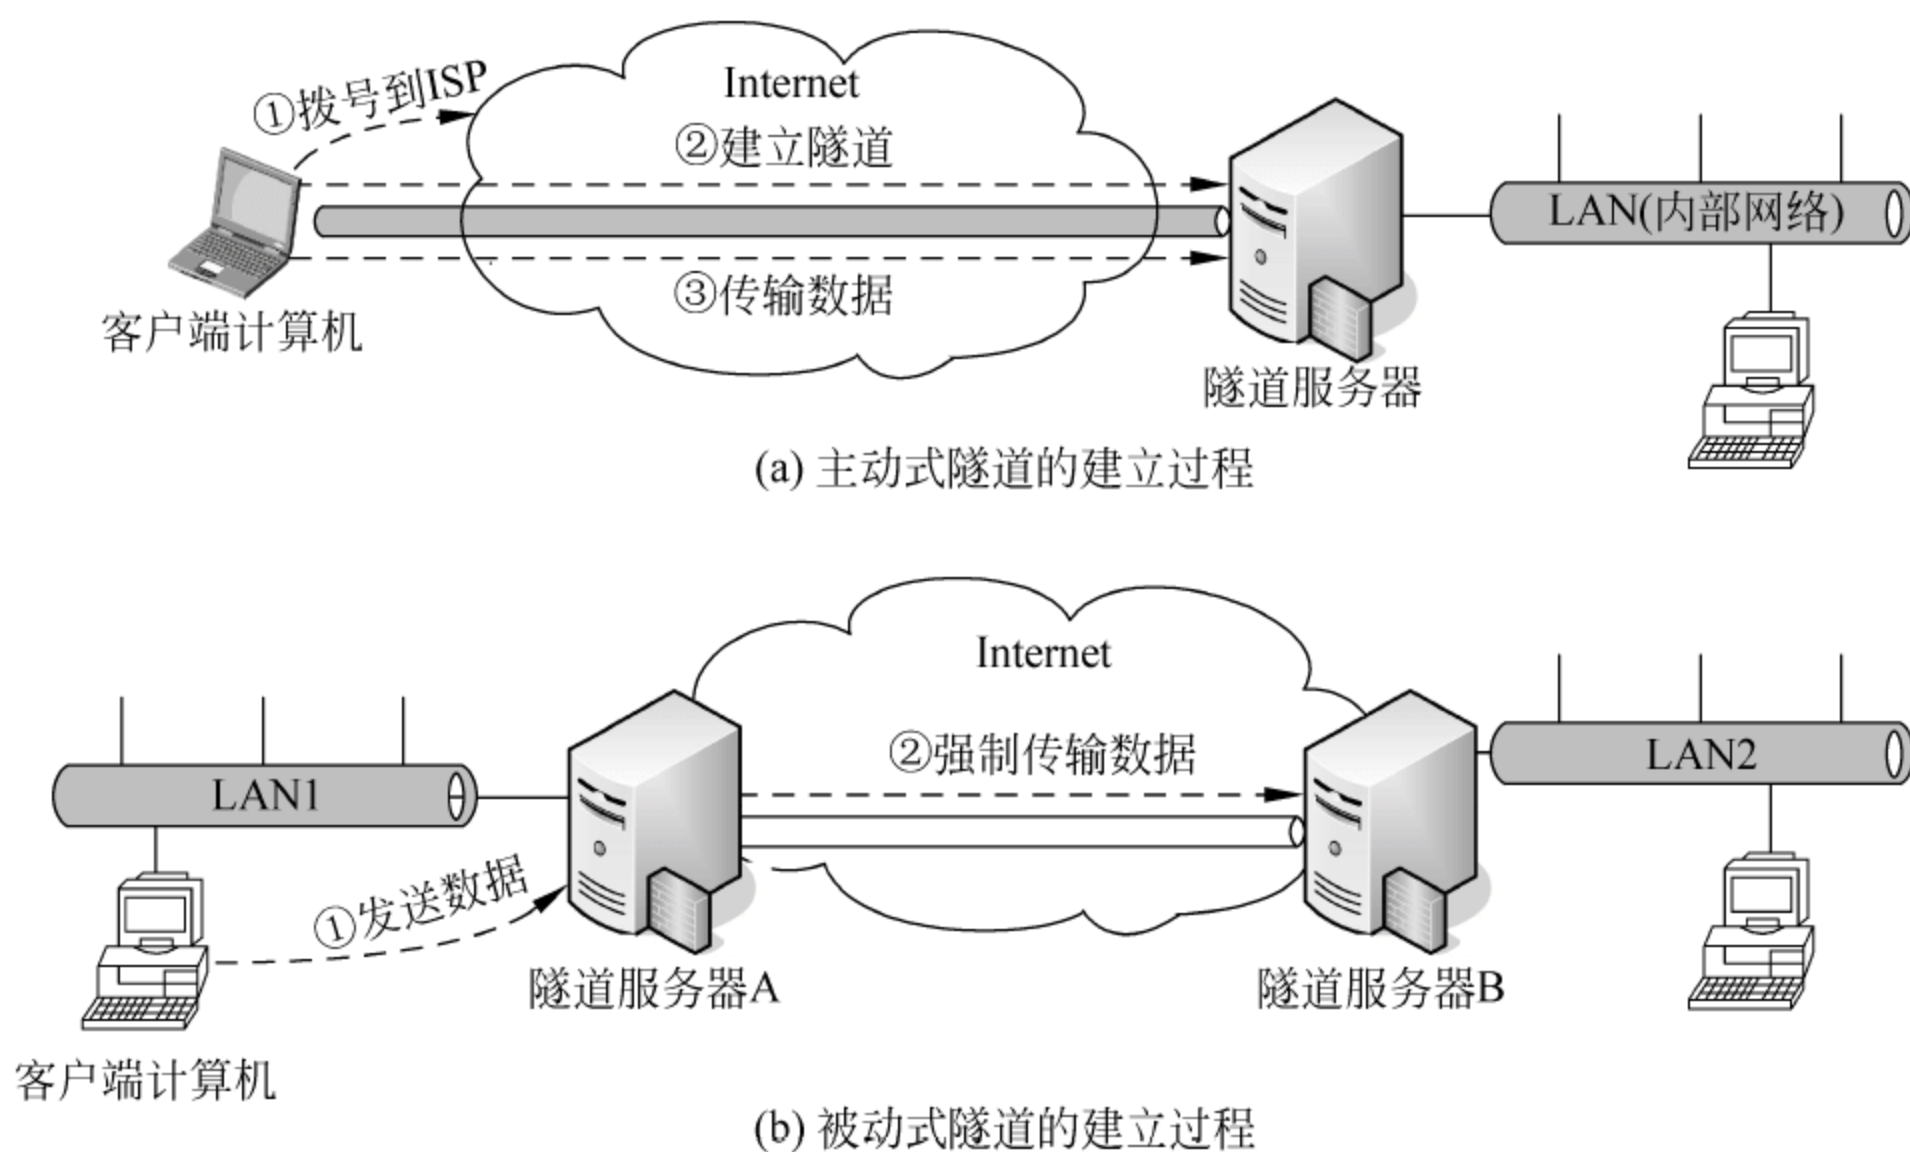 ①拨号到ISP
Internet
②建立隧道
LAN(内部网络)
③传输数据
客户端计算机
隧道服务器
(a) 主动式隧道的建立过程
Internet
②强制传输数据
LAN1
LAN2
①发送数据
隧道服务器A
隧道服务器B
客户端计算机
(b) 被动式隧道的建立过程